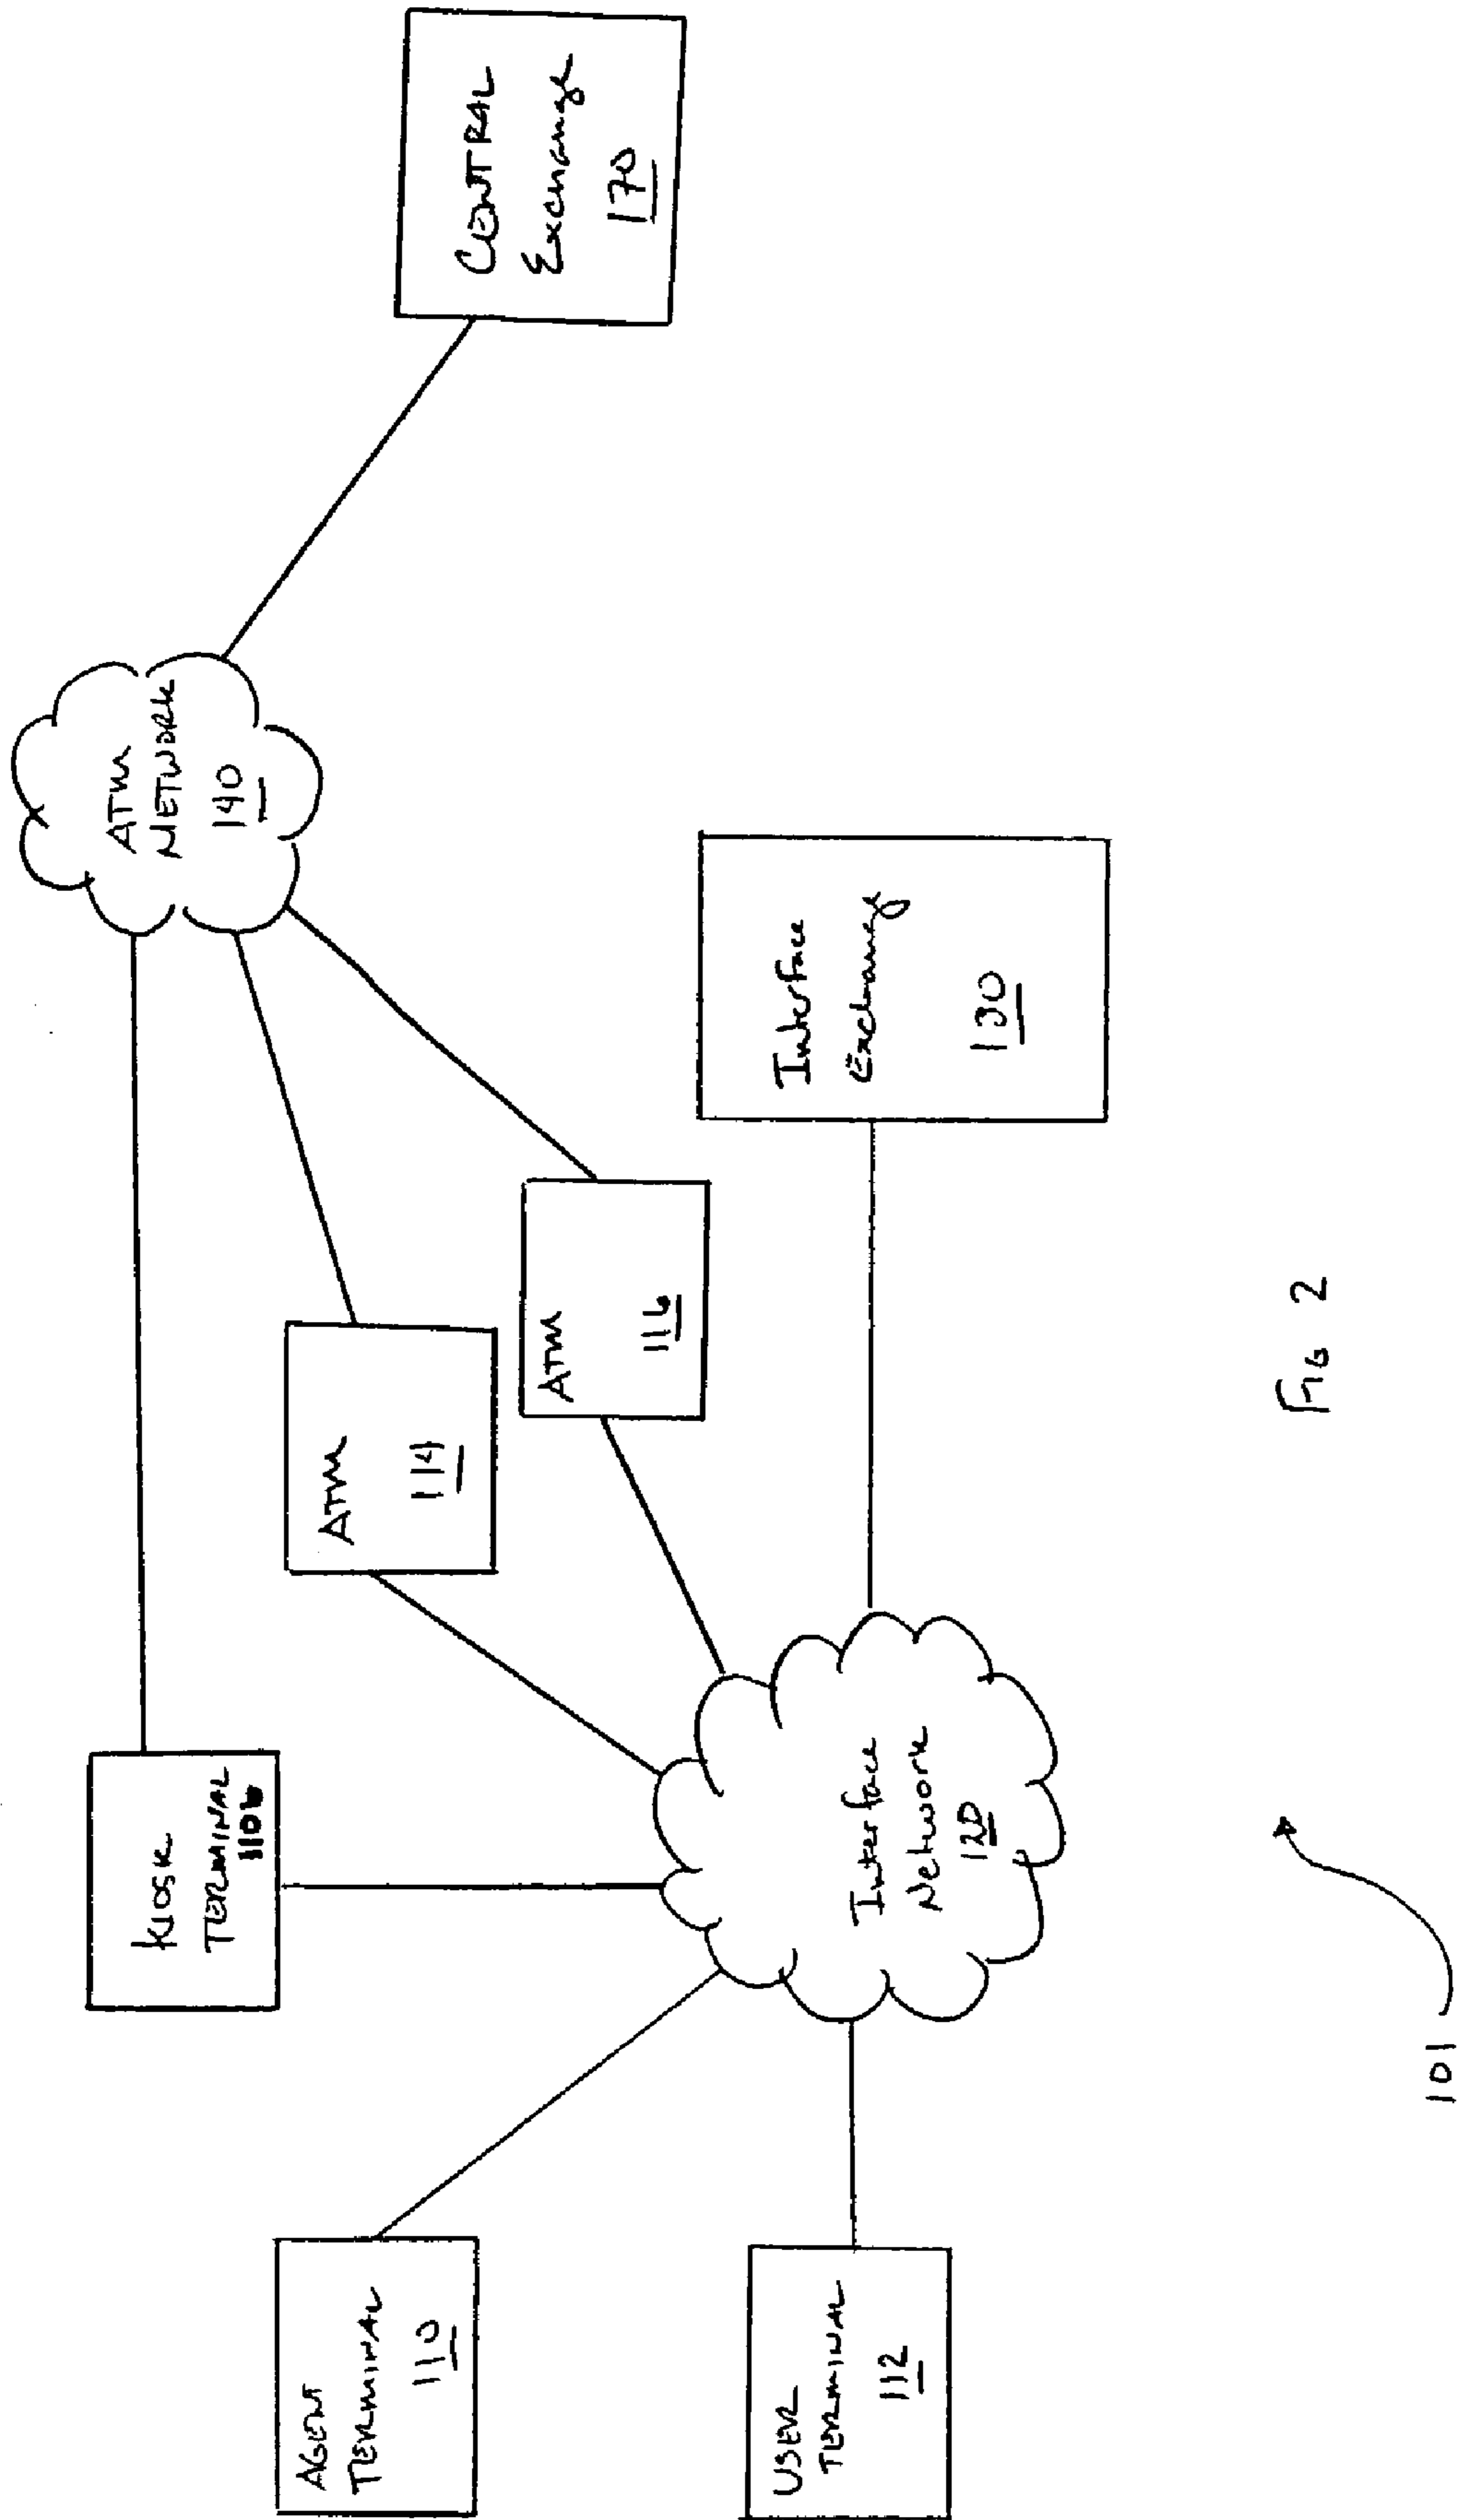 CENTRAL
Exchange
170
ATM
NETWORK
140
KIOSK
TERMINAL
110b
ATM
114
ATM
116
Interface
Exchange
130
AGENT
TERMINAL
110
Interface
Network
120
USER
TERMINAL
112
101
FIG 2